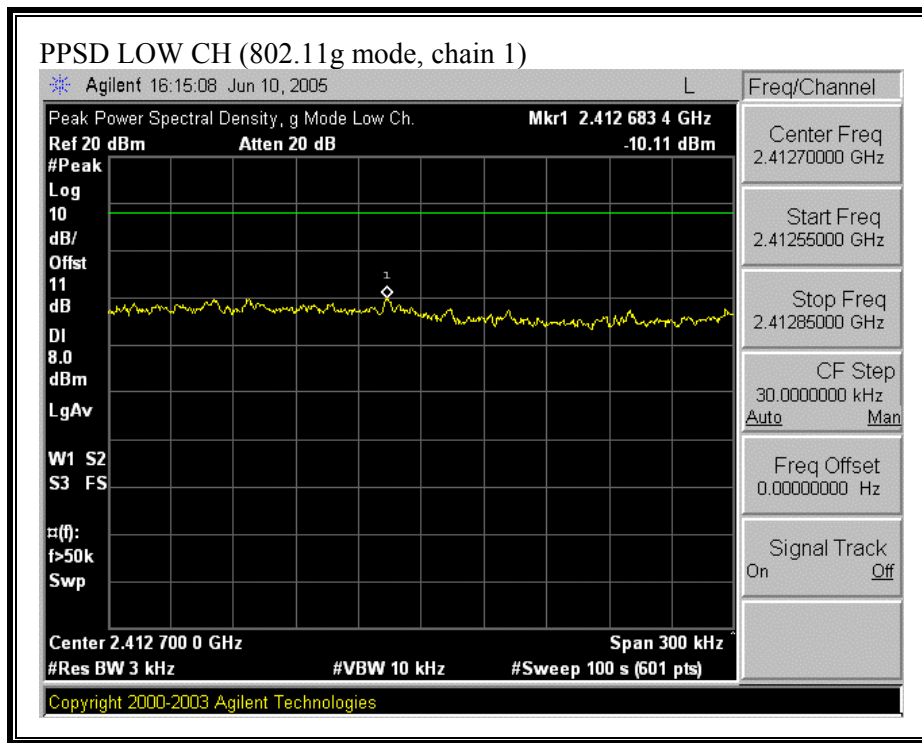 PPSD LOW CH (802.11g mode, chain 1)
Agilent 16:15:08 Jun 10, 2005 L
Peak Power Spectral Density, g Mode Low Ch. Mkr1 2.412 683 4 GHz
Ref 20 dBm Atten 20 dB -10.11 dBm
#Peak
Log
10
dB/
Offst
11
dB
DI
8.0
dBm
LgAv
W1 S2
S3 FS
¤(f):
f>50k
Swp
1
Center 2.412 700 0 GHz Span 300 kHz
#Res BW 3 kHz #VBW 10 kHz #Sweep 100 s (601 pts)
Copyright 2000-2003 Agilent Technologies
Freq/Channel
Center Freq
2.41270000 GHz
Start Freq
2.41255000 GHz
Stop Freq
2.41285000 GHz
CF Step
30.0000000 kHz
Auto Man
Freq Offset
0.00000000 Hz
Signal Track
On Off